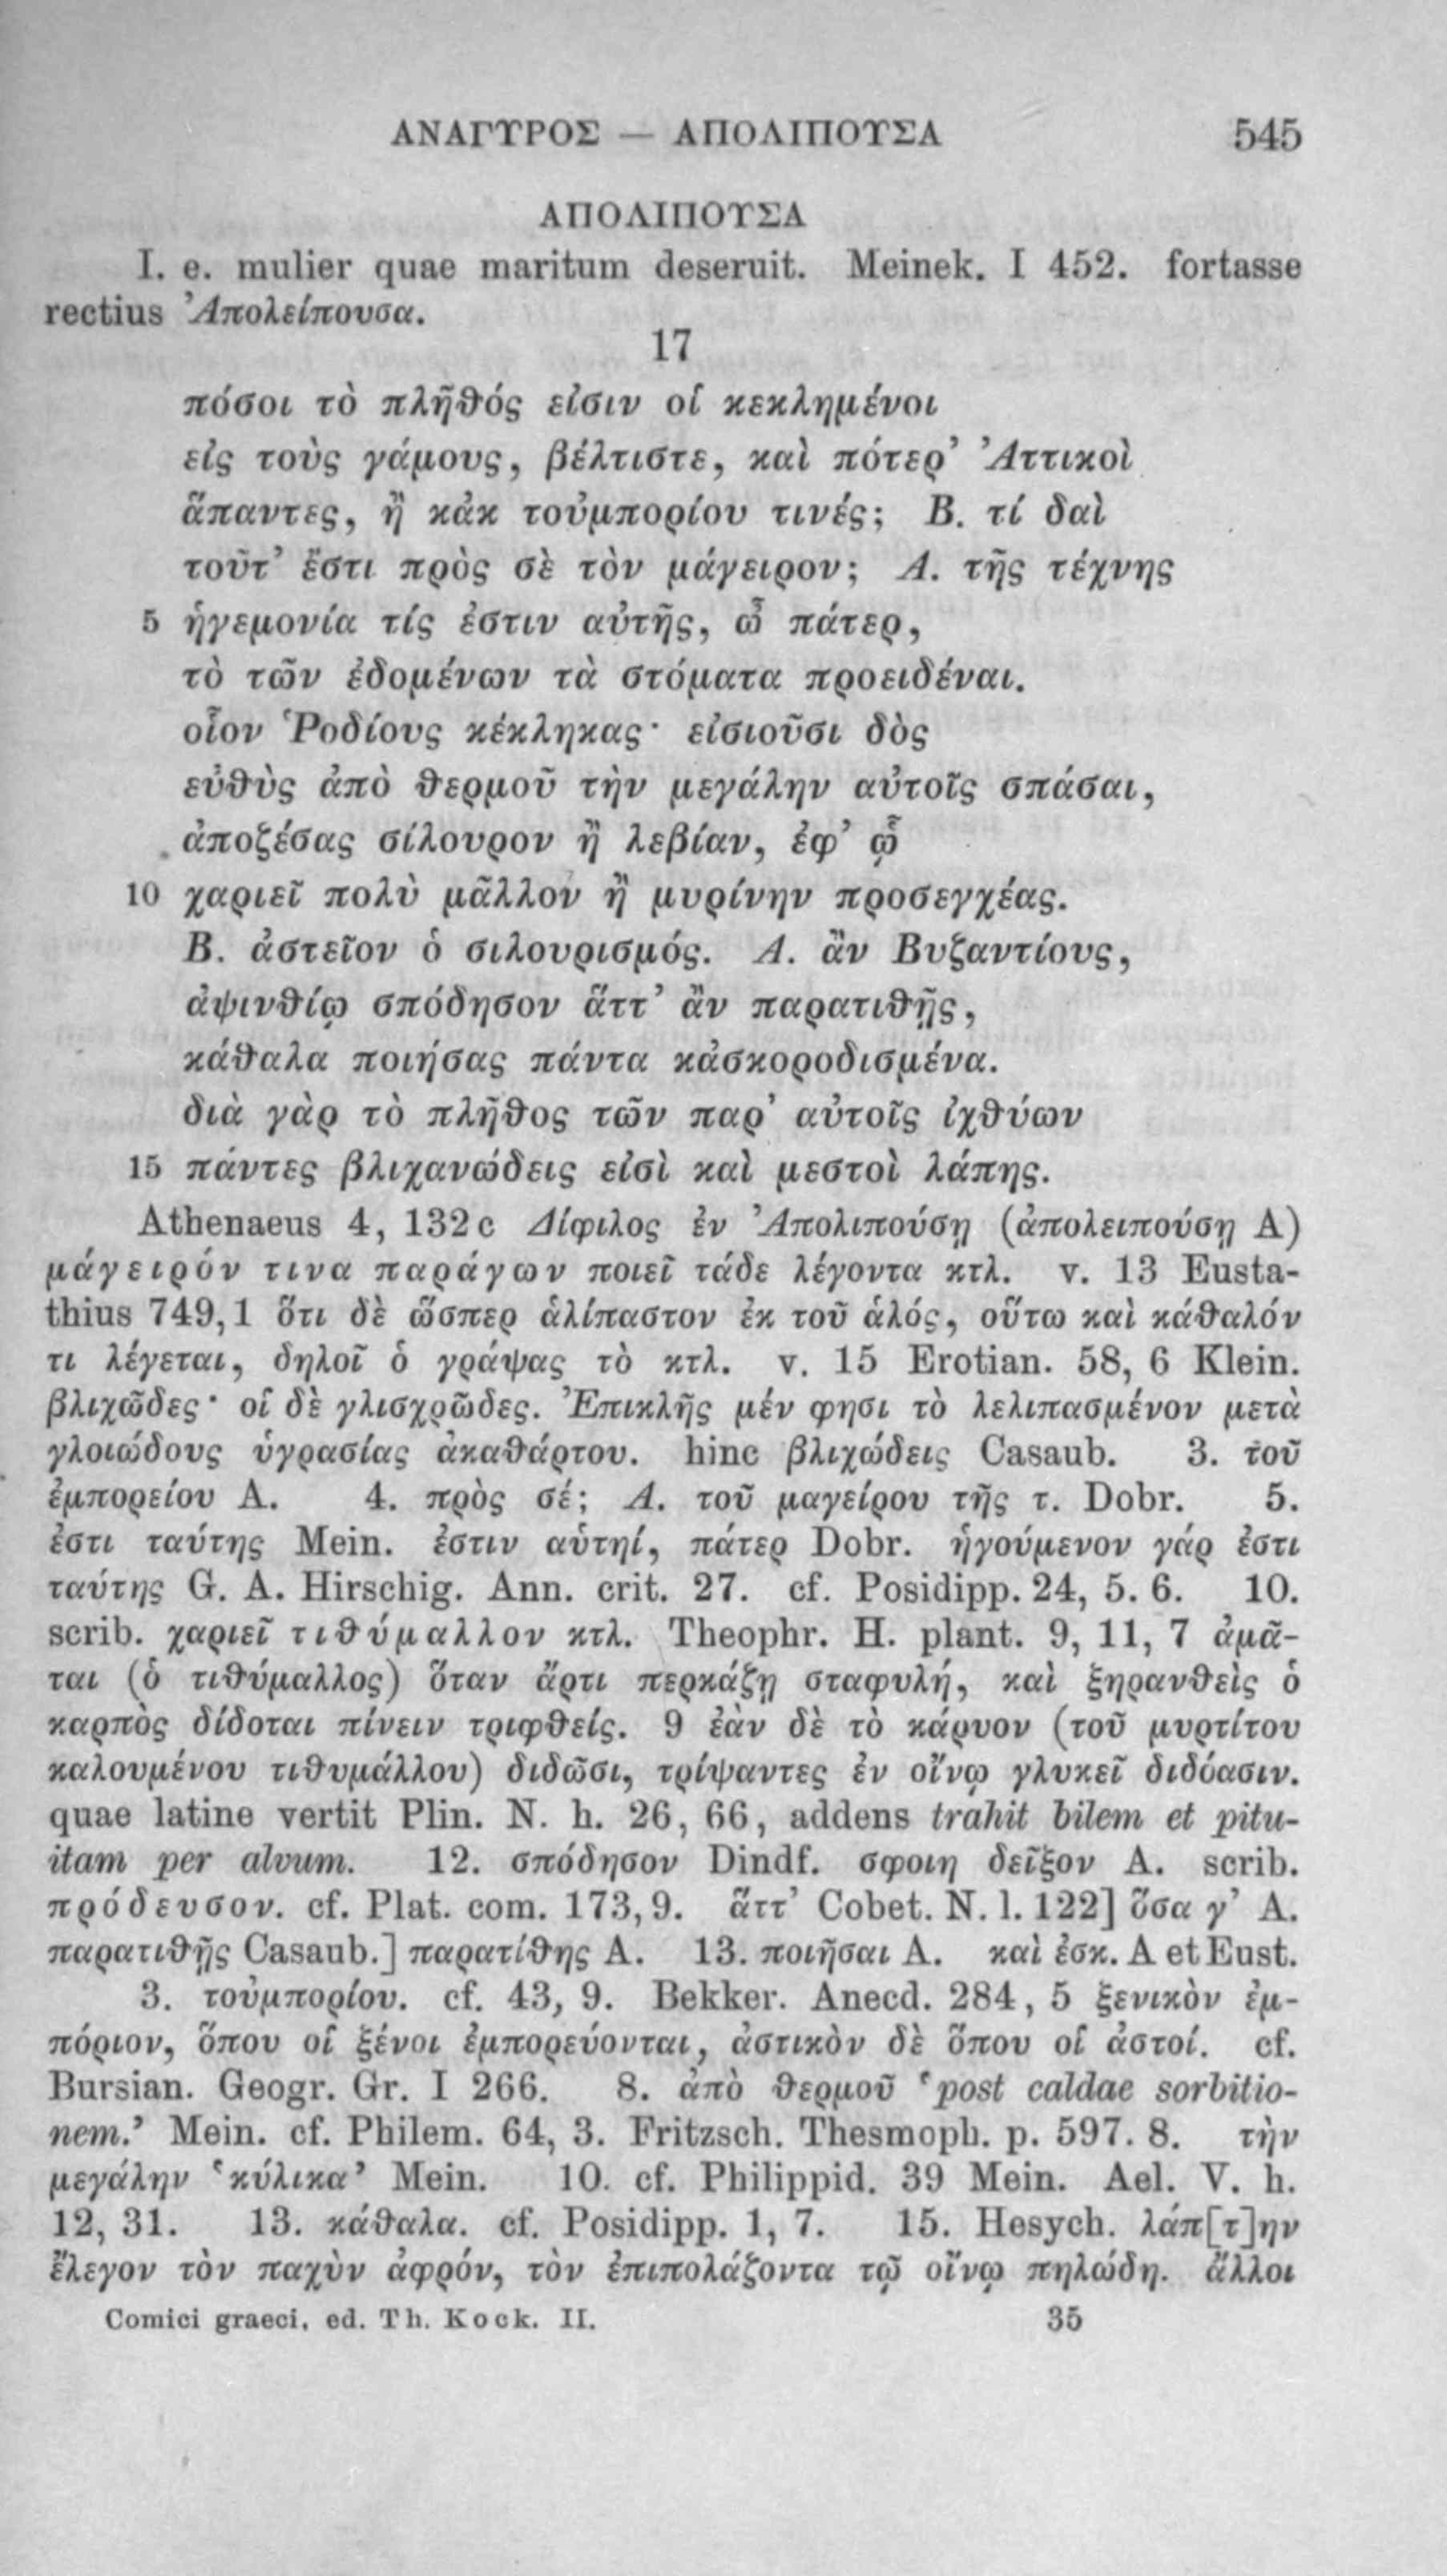 ΑΝΑΓΥΡΟΣ — ΑΠΟΛΙΠΟΥΣΑ 545
ΑΠΟΛΙΠΟΥΣΑ
I. e. mulier quae maritum deseruit. Meinek. I 452. fortasse
rectius Ἀπολείπουσα.
17
πόσοι τὸ πλῆθός εἰσιν οἱ κεκλημένοι
εἰς τοὺς γάμους, βέλτιστε, καὶ πότερ’ Ἀττικοὶ
ἅπαντες, ἢ κἀκ τοὐμπορίου τινές; Β. τί δαὶ
τοῦτ’ ἔστι πρὸς σὲ τὸν μάγειρον; Α. τῆς τέχνης
5 ἡγεμονία τίς ἐστιν αὐτῆς, ὦ πάτερ,
τὸ τῶν ἐδομένων τὰ στόματα προειδέναι.
οἷον Ῥοδίους κέκληκας· εἰσιοῦσι δὸς
εὐθὺς ἀπὸ θερμοῦ τὴν μεγάλην αὐτοῖς σπάσαι,
ἀποζέσας σίλουρον ἢ λεβίαν, ἐφ’ ᾧ
10 χαριεῖ πολὺ μᾶλλον ἢ μυρίνην προσεγχέας.
Β. ἀστεῖον ὁ σιλουρισμός. Α. ἂν Βυζαντίους,
ἀψινθίῳ σπόδησον ἅττ’ ἂν παρατιθῇς,
κάθαλα ποιήσας πάντα κἀσκοροδισμένα.
διὰ γὰρ τὸ πλῆθος τῶν παρ’ αὐτοῖς ἰχθύων
15 πάντες βλιχανώδεις εἰσὶ καὶ μεστοὶ λάπης.
Athenaeus 4, 132 c Δίφιλος ἐν Ἀπολιπούσῃ (ἀπολειπούσῃ A)
μάγειρόν τινα παράγων ποιεῖ τάδε λέγοντα κτλ. v. 13 Eusta-
thius 749,1 ὅτι δὲ ὥσπερ ἁλίπαστον ἐκ τοῦ ἁλός, οὕτω καὶ κάθαλόν
τι λέγεται, δηλοῖ ὁ γράψας τὸ κτλ. v. 15 Erotian. 58, 6 Klein.
βλιχῶδες· οἱ δὲ γλισχρῶδες. Ἐπικλῆς μέν φησι τὸ λελιπασμένον μετὰ
γλοιώδους ὑγρασίας ἀκαθάρτου. hinc βλιχώδεις Casaub. 3. τοῦ
ἐμπορείου A. 4. πρὸς σέ; Α. τοῦ μαγείρου τῆς τ. Dobr. 5.
ἐστι ταύτης Mein. ἐστιν αὑτηί, πάτερ Dobr. ἡγούμενον γάρ ἐστι
ταύτης G. A. Hirschig. Ann. crit. 27. cf. Posidipp. 24, 5. 6. 10.
scrib. χαριεῖ τιθύμαλλον κτλ. Theophr. H. plant. 9, 11, 7 ἀμᾶ-
ται (ὁ τιθύμαλλος) ὅταν ἄρτι περκάζῃ σταφυλή, καὶ ξηρανθεὶς ὁ
καρπὸς δίδοται πίνειν τριφθείς. 9 ἐὰν δὲ τὸ κάρυον (τοῦ μυρτίτου
καλουμένου τιθυμάλλου) διδῶσι, τρίψαντες ἐν οἴνῳ γλυκεῖ διδόασιν.
quae latine vertit Plin. N. h. 26, 66, addens trahit bilem et pitu-
itam per alvum. 12. σπόδησον Dindf. σφοιη δεῖξον A. scrib.
πρόδευσον. cf. Plat. com. 173, 9. ἅττ’ Cobet. N. l. 122] ὅσα γ’ A.
παρατιθῇς Casaub.] παρατίθης A. 13. ποιῆσαι A. καὶ ἐσκ. A et Eust.
3. τοὐμπορίου. cf. 43, 9. Bekker. Anecd. 284, 5 ξενικὸν ἐμ-
πόριον, ὅπου οἱ ξένοι ἐμπορεύονται, ἀστικὸν δὲ ὅπου οἱ ἀστοί. cf.
Bursian. Geogr. Gr. I 266. 8. ἀπὸ θερμοῦ ‘post caldae sorbitio-
nem.’ Mein. cf. Philem. 64, 3. Fritzsch. Thesmoph. p. 597. 8. τὴν
μεγάλην ‘κύλικα’ Mein. 10. cf. Philippid. 39 Mein. Ael. V. h.
12, 31. 13. κάθαλα. cf. Posidipp. 1, 7. 15. Hesych. λάπ[τ]ην
ἔλεγον τὸν παχὺν ἀφρόν, τὸν ἐπιπολάζοντα τῷ οἴνῳ πηλώδη. ἄλλοι
Comici graeci, ed. Th. Kock. II. 35